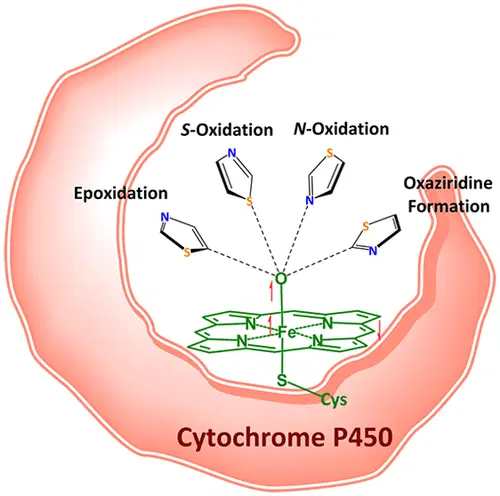 S-Oxidation N-Oxidation
Epoxidation
Oxaziridine
Formation
N
S
S
N
N
S
S
N
O
N
N
Fe
N
N
S
Cys
Cytochrome P450